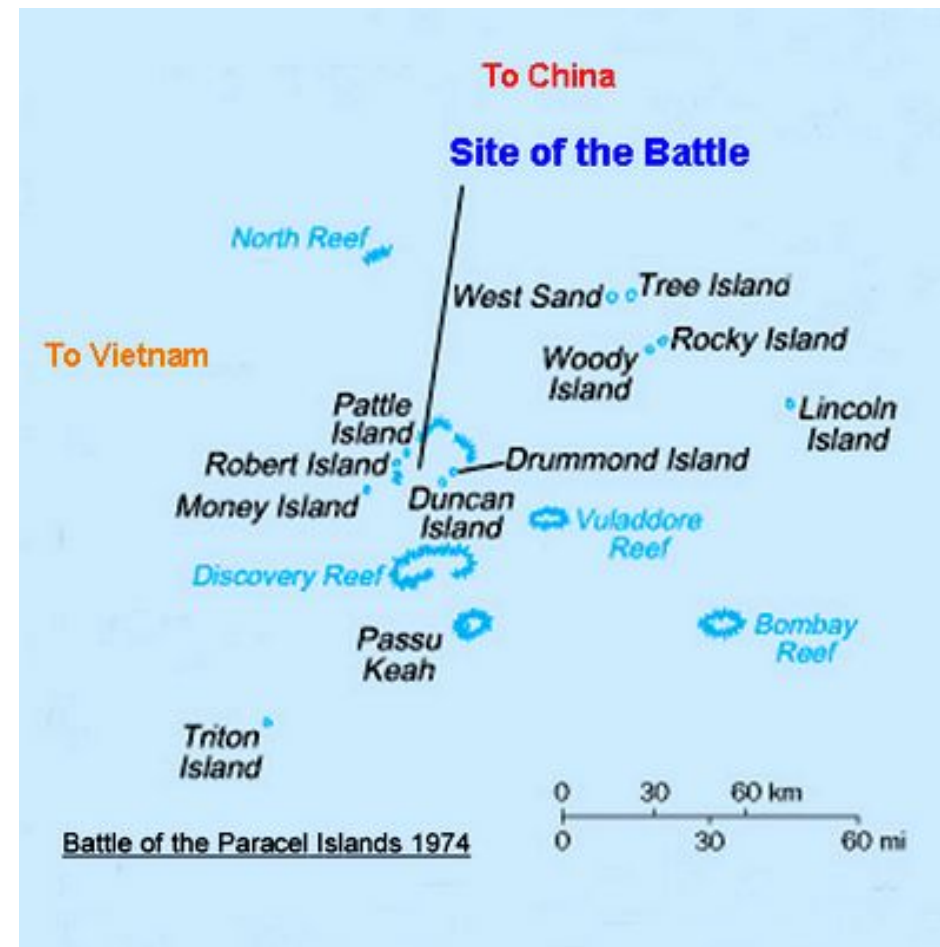 To China
Site of the Battle
North Reef
West Sand
Tree Island
To Vietnam
Rocky Island
Woody
Island
Pattle
Island
Lincoln
Island
Robert Island
Drummond Island
Money Island
Duncan
Island
Vuladdore
Reef
Discovery Reef
Passu
Keah
Bombay
Reef
Triton
Island
0 30 60 km
0 30 60 mi
Battle of the Paracel Islands 1974